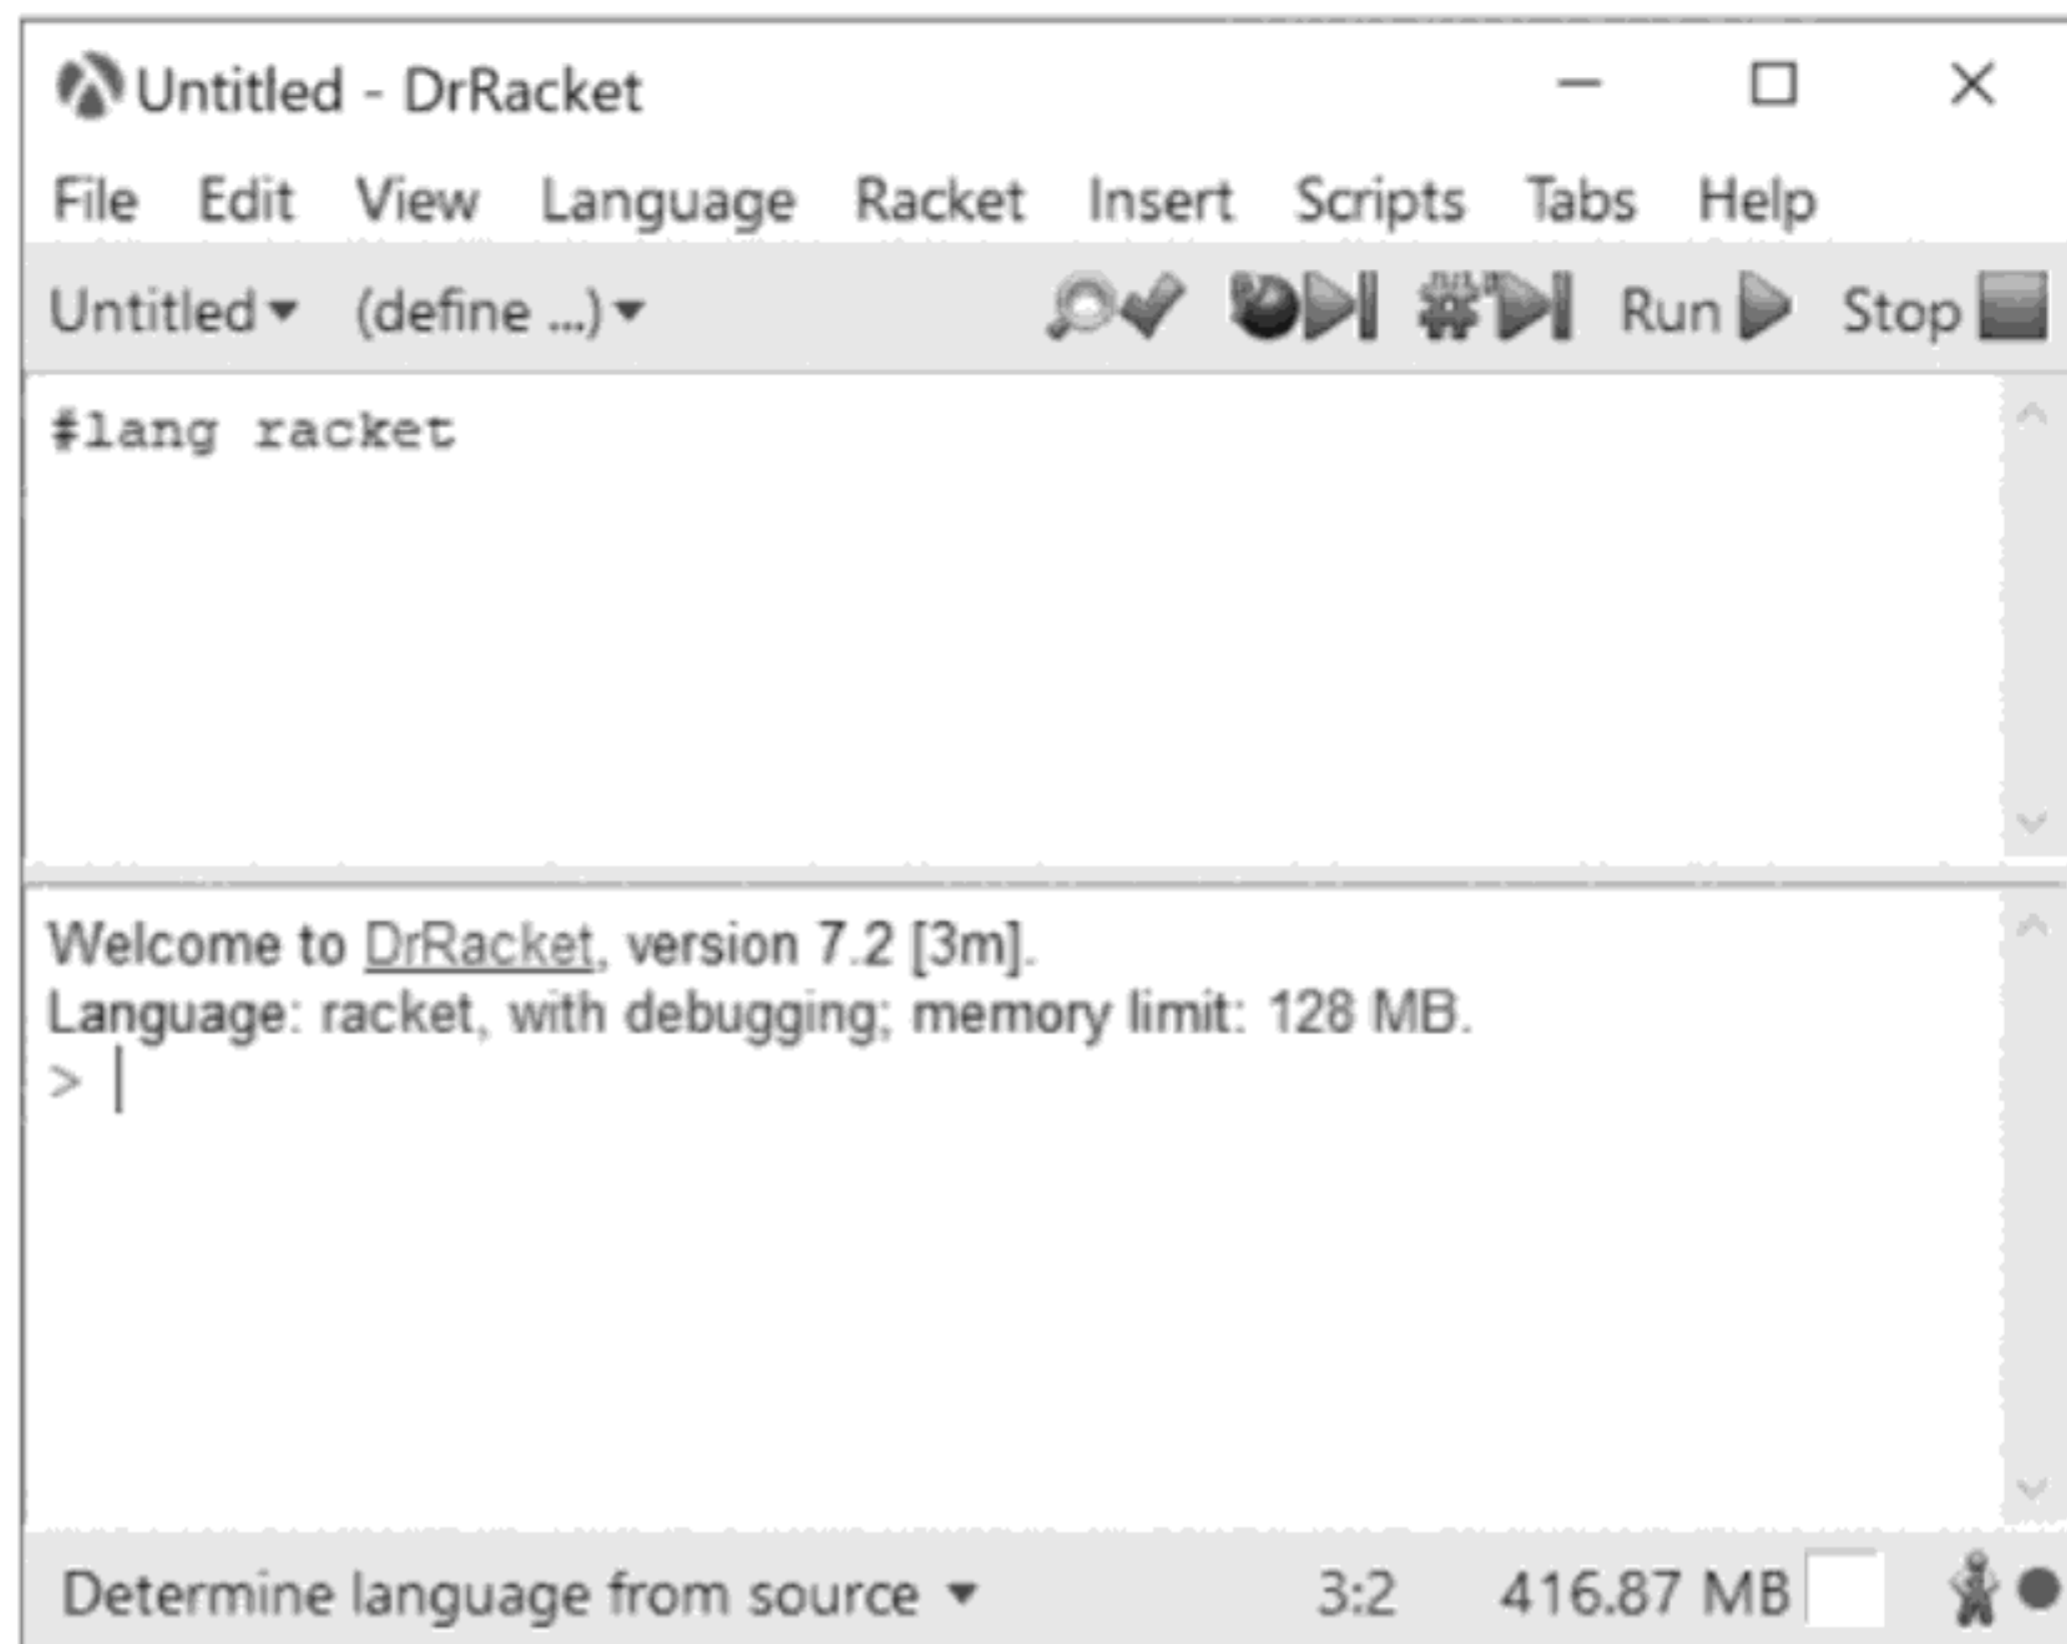 Untitled - DrRacket
File Edit View Language Racket Insert Scripts Tabs Help
Untitled (define ...) Run Stop
#lang racket
Welcome to DrRacket, version 7.2 [3m].
Language: racket, with debugging; memory limit: 128 MB.
>
Determine language from source 3:2 416.87 MB